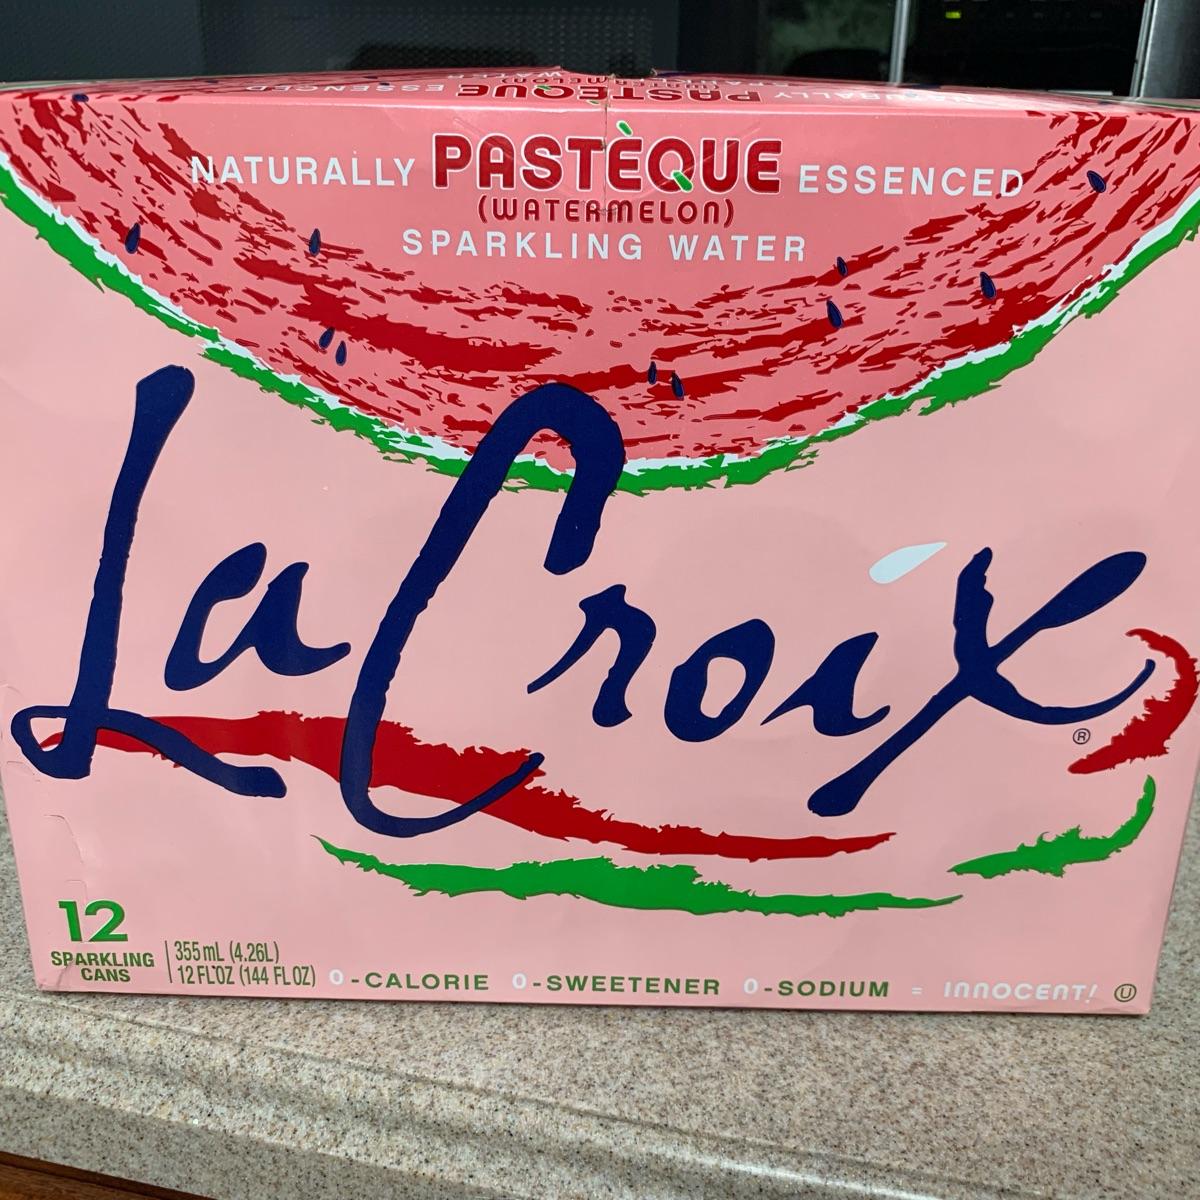 NATURALLY PASTÈQUE ESSENCED
(WATERMELON)
SPARKLING WATER
LaCroix®
12
SPARKLING CANS
355 mL (4.26L)
12 FL OZ (144 FL OZ)
0-CALORIE 0-SWEETENER 0-SODIUM = INNOCENT! Ⓤ